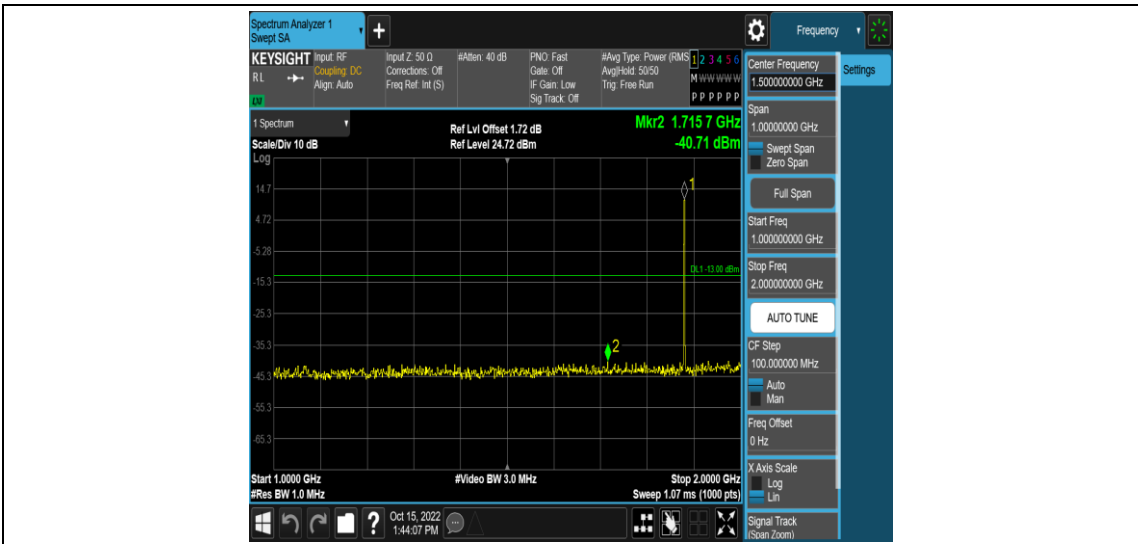 Spectrum Analyzer 1
Swept SA
+
Frequency
KEYSIGHT
RL
LXI
Input: RF
Coupling: DC
Align: Auto
Input Z: 50 Ω
Corrections: Off
Freq Ref: Int (S)
#Atten: 40 dB
PNO: Fast
Gate: Off
IF Gain: Low
Sig Track: Off
#Avg Type: Power (RMS
Avg|Hold: 50/50
Trig: Free Run
1 2 3 4 5 6
M W W W W W
P P P P P P
1 Spectrum
Scale/Div 10 dB
Log
Ref Lvl Offset 1.72 dB
Ref Level 24.72 dBm
Mkr2 1.715 7 GHz
-40.71 dBm
1
14.7
4.72
-5.28
DL1 -13.00 dBm
-15.3
-25.3
-35.3
2
-45.3
-55.3
-65.3
Start 1.0000 GHz
#Res BW 1.0 MHz
#Video BW 3.0 MHz
Stop 2.0000 GHz
Sweep 1.07 ms (1000 pts)
Center Frequency
1.500000000 GHz
Settings
Span
1.00000000 GHz
Swept Span
Zero Span
Full Span
Start Freq
1.000000000 GHz
Stop Freq
2.000000000 GHz
AUTO TUNE
CF Step
100.000000 MHz
Auto
Man
Freq Offset
0 Hz
X Axis Scale
Log
Lin
Signal Track
(Span Zoom)
?
Oct 15, 2022
1:44:07 PM